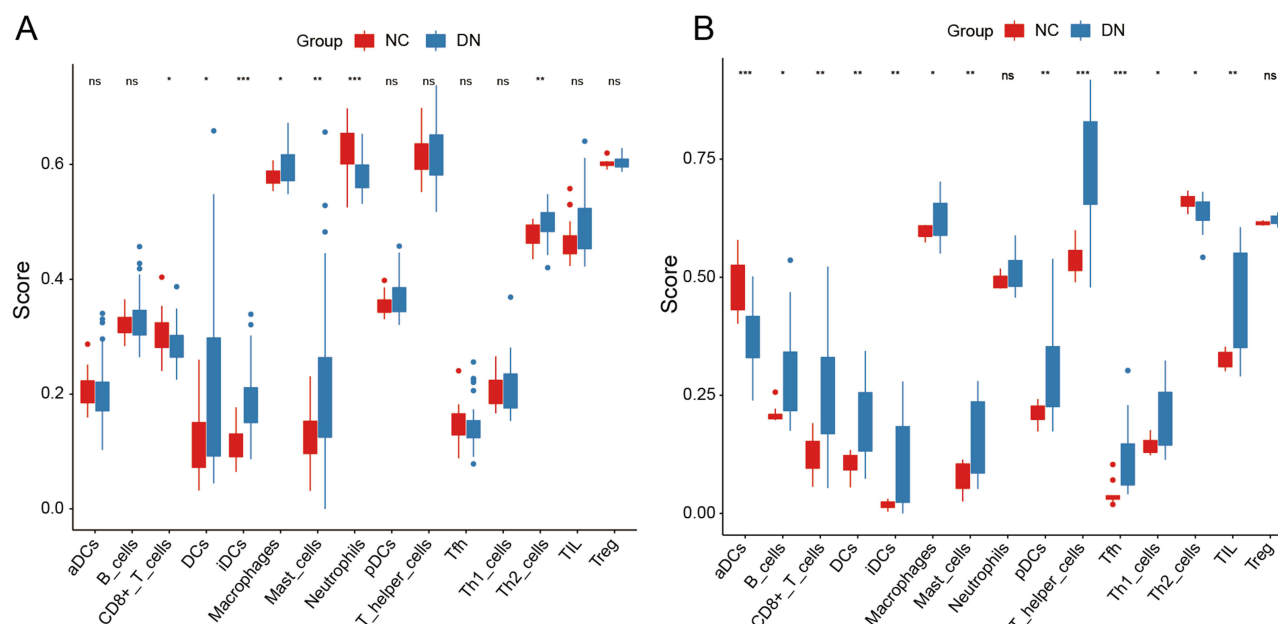 A
Group NC DN
ns ns * * *** * ** *** ns ns ns ns ** ns ns
Score
0.6
0.4
0.2
0.0
aDCs
B_cells
CD8+_T_cells
DCs
iDCs
Macrophages
Mast_cells
Neutrophils
pDCs
T_helper_cells
Tfh
Th1_cells
Th2_cells
TIL
Treg
B
Group NC DN
*** * ** ** ** * ** ns ** *** *** * * ** ns
Score
0.75
0.50
0.25
0.00
aDCs
B_cells
CD8+_T_cells
DCs
iDCs
Macrophages
Mast_cells
Neutrophils
pDCs
T_helper_cells
Tfh
Th1_cells
Th2_cells
TIL
Treg